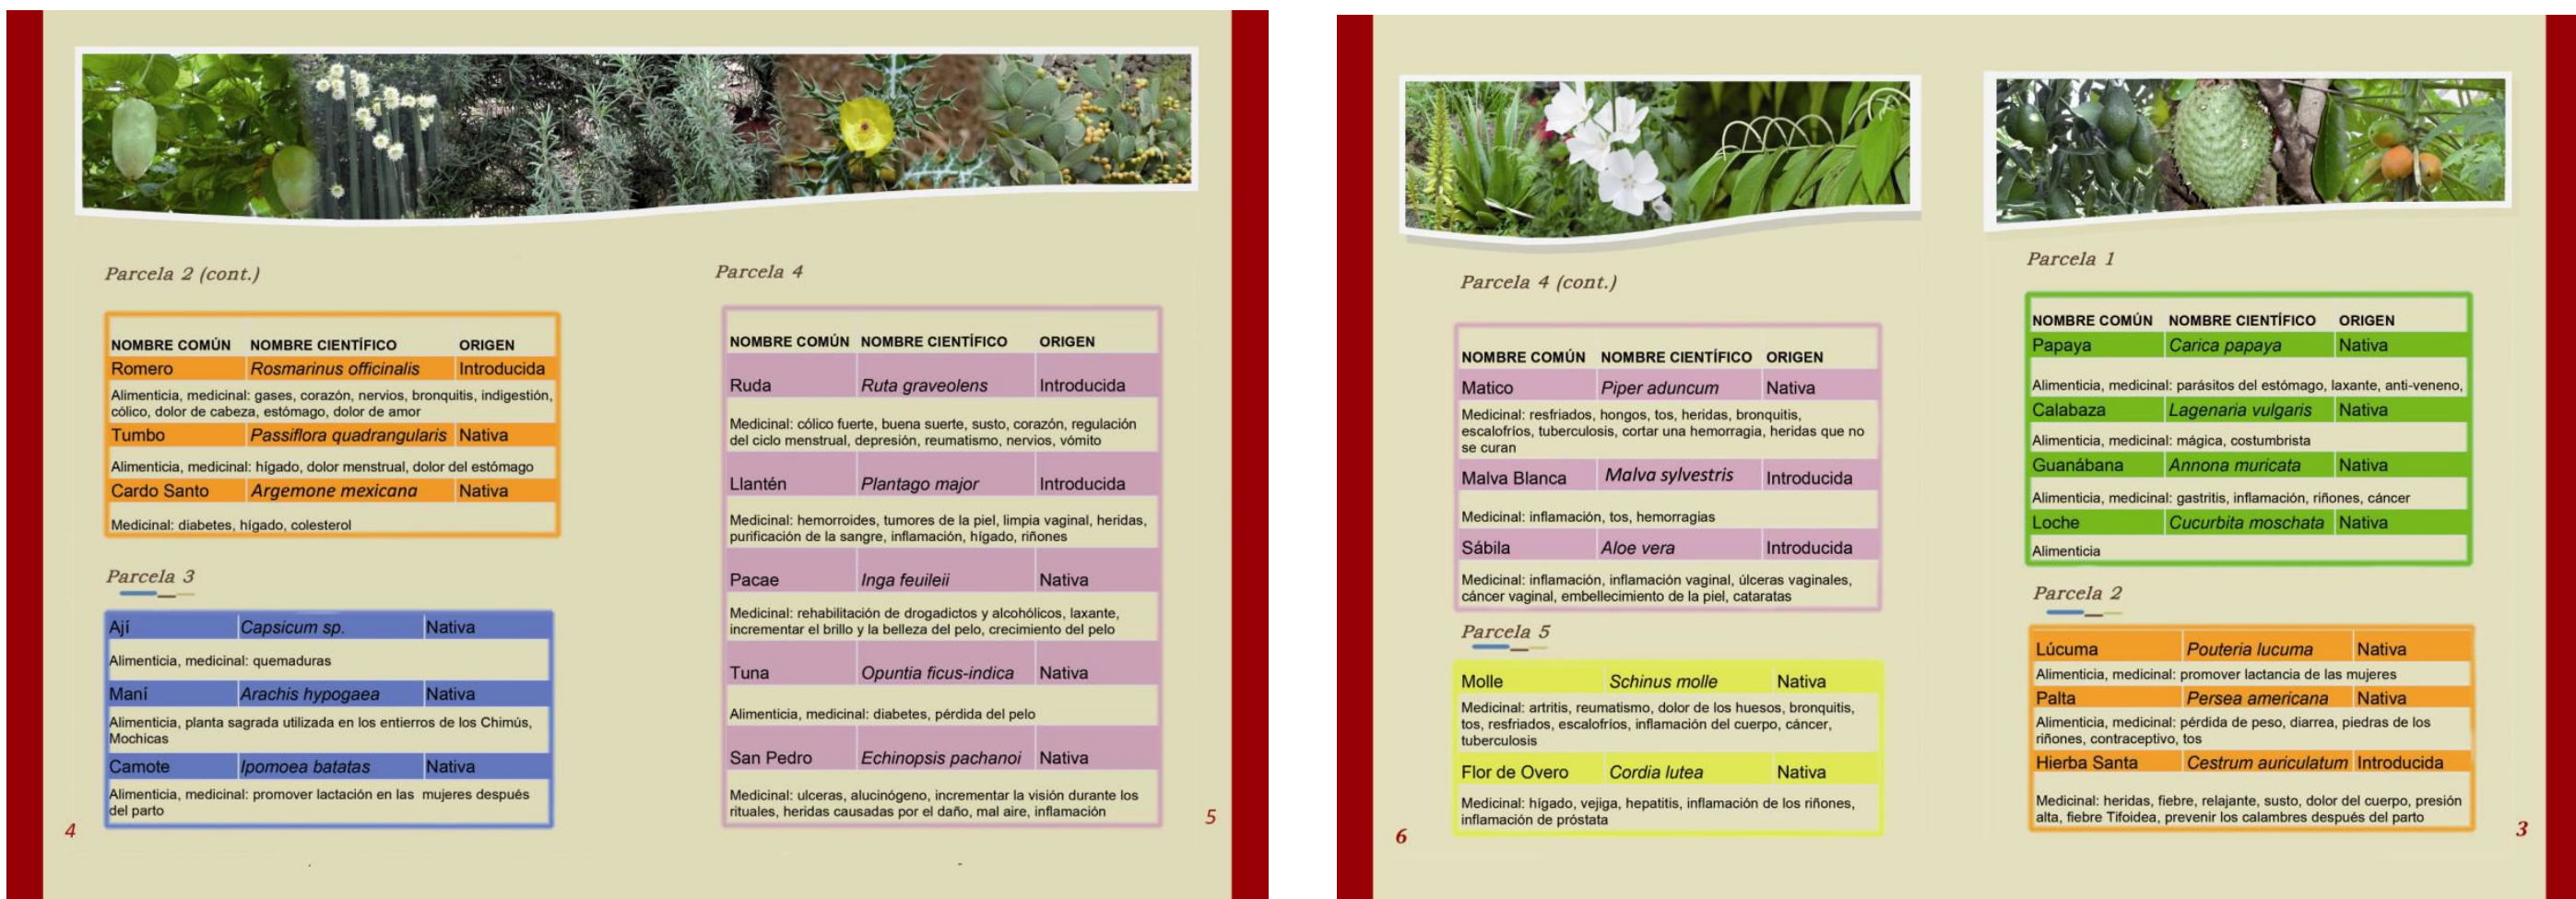 Parcela 2 (cont.)
NOMBRE COMÚN NOMBRE CIENTÍFICO ORIGEN
Romero Rosmarinus officinalis Introducida
Alimenticia, medicinal: gases, corazón, nervios, bronquitis, indigestión,
cólico, dolor de cabeza, estómago, dolor de amor
Tumbo Passiflora quadrangularis Nativa
Alimenticia, medicinal: hígado, dolor menstrual, dolor del estómago
Cardo Santo Argemone mexicana Nativa
Medicinal: diabetes, hígado, colesterol
Parcela 3
Ají Capsicum sp. Nativa
Alimenticia, medicinal: quemaduras
Maní Arachis hypogaea Nativa
Alimenticia, planta sagrada utilizada en los entierros de los Chimús,
Mochicas
Camote Ipomoea batatas Nativa
Alimenticia, medicinal: promover lactación en las mujeres después
del parto
4
Parcela 4
NOMBRE COMÚN NOMBRE CIENTÍFICO ORIGEN
Ruda Ruta graveolens Introducida
Medicinal: cólico fuerte, buena suerte, susto, corazón, regulación
del ciclo menstrual, depresión, reumatismo, nervios, vómito
Llantén Plantago major Introducida
Medicinal: hemorroides, tumores de la piel, limpia vaginal, heridas,
purificación de la sangre, inflamación, hígado, riñones
Pacae Inga feuileii Nativa
Medicinal: rehabilitación de drogadictos y alcohólicos, laxante,
incrementar el brillo y la belleza del pelo, crecimiento del pelo
Tuna Opuntia ficus-indica Nativa
Alimenticia, medicinal: diabetes, pérdida del pelo
San Pedro Echinopsis pachanoi Nativa
Medicinal: ulceras, alucinógeno, incrementar la visión durante los
rituales, heridas causadas por el daño, mal aire, inflamación
5
Parcela 4 (cont.)
NOMBRE COMÚN NOMBRE CIENTÍFICO ORIGEN
Matico Piper aduncum Nativa
Medicinal: resfriados, hongos, tos, heridas, bronquitis,
escalofríos, tuberculosis, cortar una hemorragia, heridas que no
se curan
Malva Blanca Malva sylvestris Introducida
Medicinal: inflamación, tos, hemorragias
Sábila Aloe vera Introducida
Medicinal: inflamación, inflamación vaginal, úlceras vaginales,
cáncer vaginal, embellecimiento de la piel, cataratas
Parcela 5
Molle Schinus molle Nativa
Medicinal: artritis, reumatismo, dolor de los huesos, bronquitis,
tos, resfriados, escalofríos, inflamación del cuerpo, cáncer,
tuberculosis
Flor de Overo Cordia lutea Nativa
Medicinal: hígado, vejiga, hepatitis, inflamación de los riñones,
inflamación de próstata
6
Parcela 1
NOMBRE COMÚN NOMBRE CIENTÍFICO ORIGEN
Papaya Carica papaya Nativa
Alimenticia, medicinal: parásitos del estómago, laxante, anti-veneno,
Calabaza Lagenaria vulgaris Nativa
Alimenticia, medicinal: mágica, costumbrista
Guanábana Annona muricata Nativa
Alimenticia, medicinal: gastritis, inflamación, riñones, cáncer
Loche Cucurbita moschata Nativa
Alimenticia
Parcela 2
Lúcuma Pouteria lucuma Nativa
Alimenticia, medicinal: promover lactancia de las mujeres
Palta Persea americana Nativa
Alimenticia, medicinal: pérdida de peso, diarrea, piedras de los
riñones, contraceptivo, tos
Hierba Santa Cestrum auriculatum Introducida
Medicinal: heridas, fiebre, relajante, susto, dolor del cuerpo, presión
alta, fiebre Tifoidea, prevenir los calambres después del parto
3